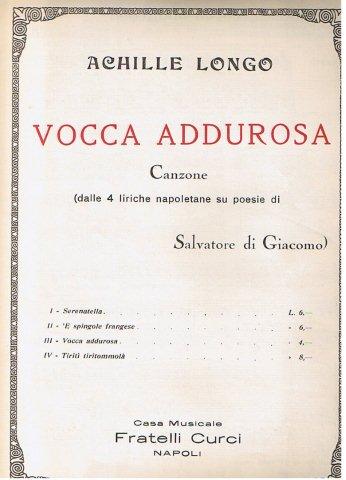 ACHILLE LONGO
VOCCA ADDUROSA
Canzone
(dalle 4 liriche napoletane su poesie di
Salvatore di Giacomo)
I - Serenatella. . . . . . . . . L. 6,—
II - 'E spingole frangese . . . . . . . . » 6,—
III - Vocca addurosa . . . . . . . . . » 4,—
IV - Tiritì tiritommolà . . . . . . . . » 8,—
Casa Musicale
Fratelli Curci
NAPOLI